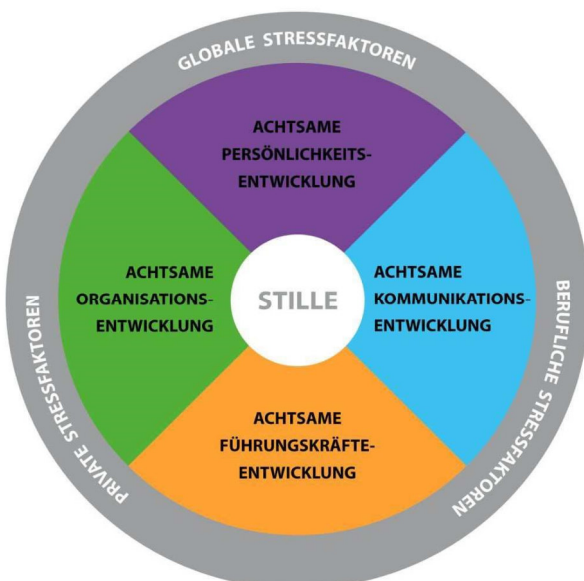 GLOBALE STRESSFAKTOREN
ACHTSAME
PERSÖNLICHKEITS-
ENTWICKLUNG
ACHTSAME
ORGANISATIONS-
ENTWICKLUNG
STILLE
ACHTSAME
KOMMUNIKATIONS-
ENTWICKLUNG
ACHTSAME
FÜHRUNGSKRÄFTE-
ENTWICKLUNG
PRIVATE STRESSFAKTOREN
BERUFLICHE STRESSFAKTOREN